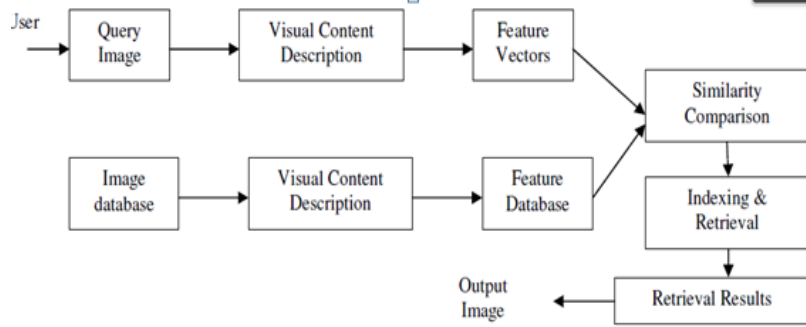 User
Query
Image
Visual Content
Description
Feature
Vectors
Similarity
Comparison
Image
database
Visual Content
Description
Feature
Database
Indexing &
Retrieval
Retrieval Results
Output
Image